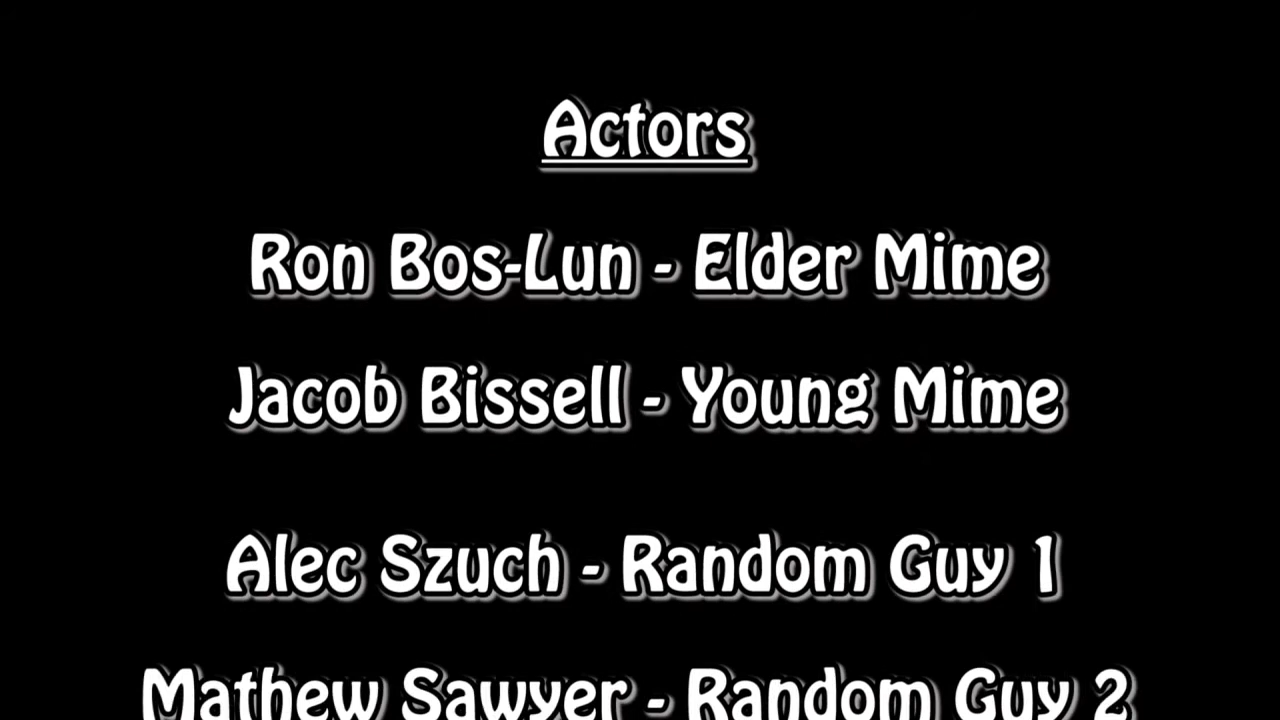 Actors
Ron Bos-Lun - Elder Mime
Jacob Bissell - Young Mime
Alec Szuch - Random Guy 1
Mathew Sawyer - Random Guy 2